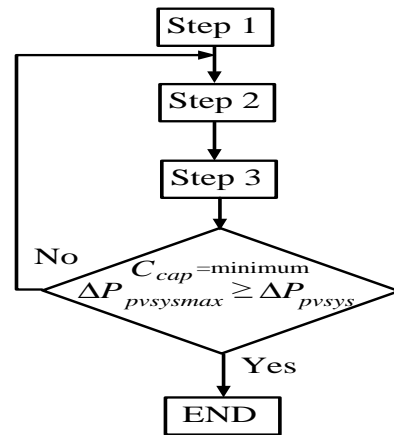 Step 1
Step 2
Step 3
No
C_cap=minimum
ΔP_pvsysmax ≥ ΔP_pvsys
Yes
END